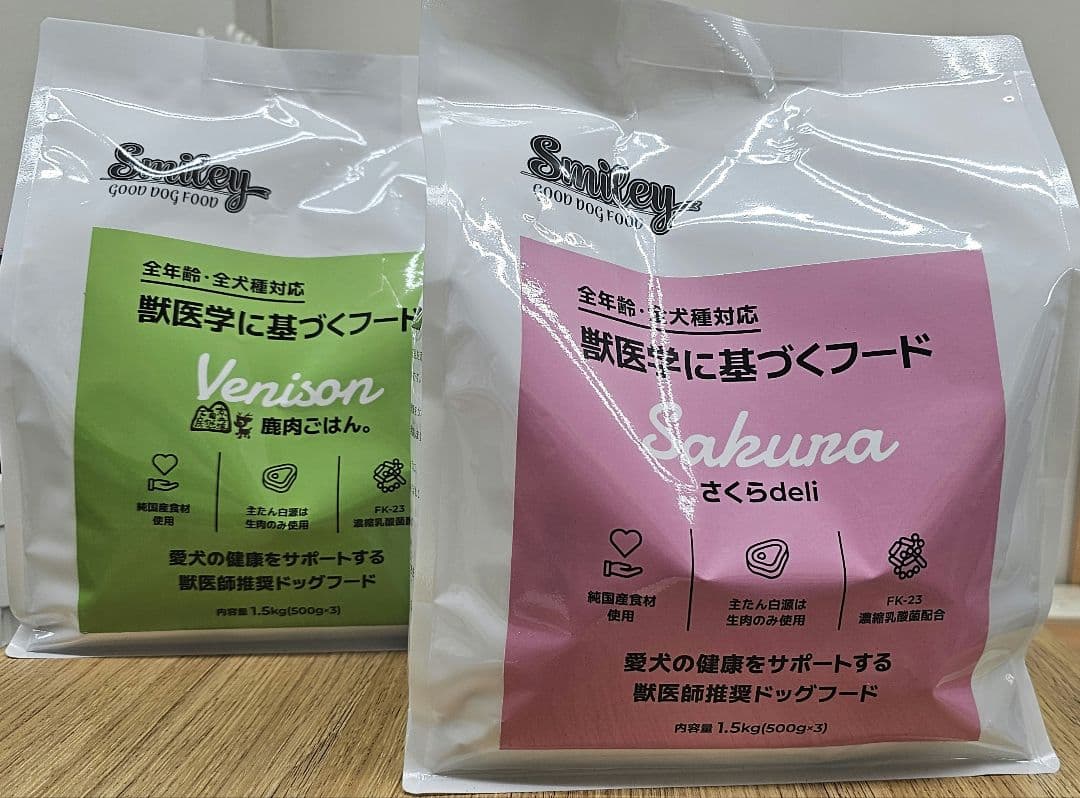 Smiley
GOOD DOG FOOD
全年齢・全犬種対応
獣医学に基づくフード
Venison
鹿肉ごはん。
純国産食材
使用
主たん白源は
生肉のみ使用
FK-23
濃縮乳酸菌
愛犬の健康をサポートする
獣医師推奨ドッグフード
内容量 1.5kg(500g×3)
Smiley
GOOD DOG FOOD
全年齢・全犬種対応
獣医学に基づくフード
Sakura
さくらdeli
純国産食材
使用
主たん白源は
生肉のみ使用
FK-23
濃縮乳酸菌配合
愛犬の健康をサポートする
獣医師推奨ドッグフード
内容量 1.5kg(500g×3)